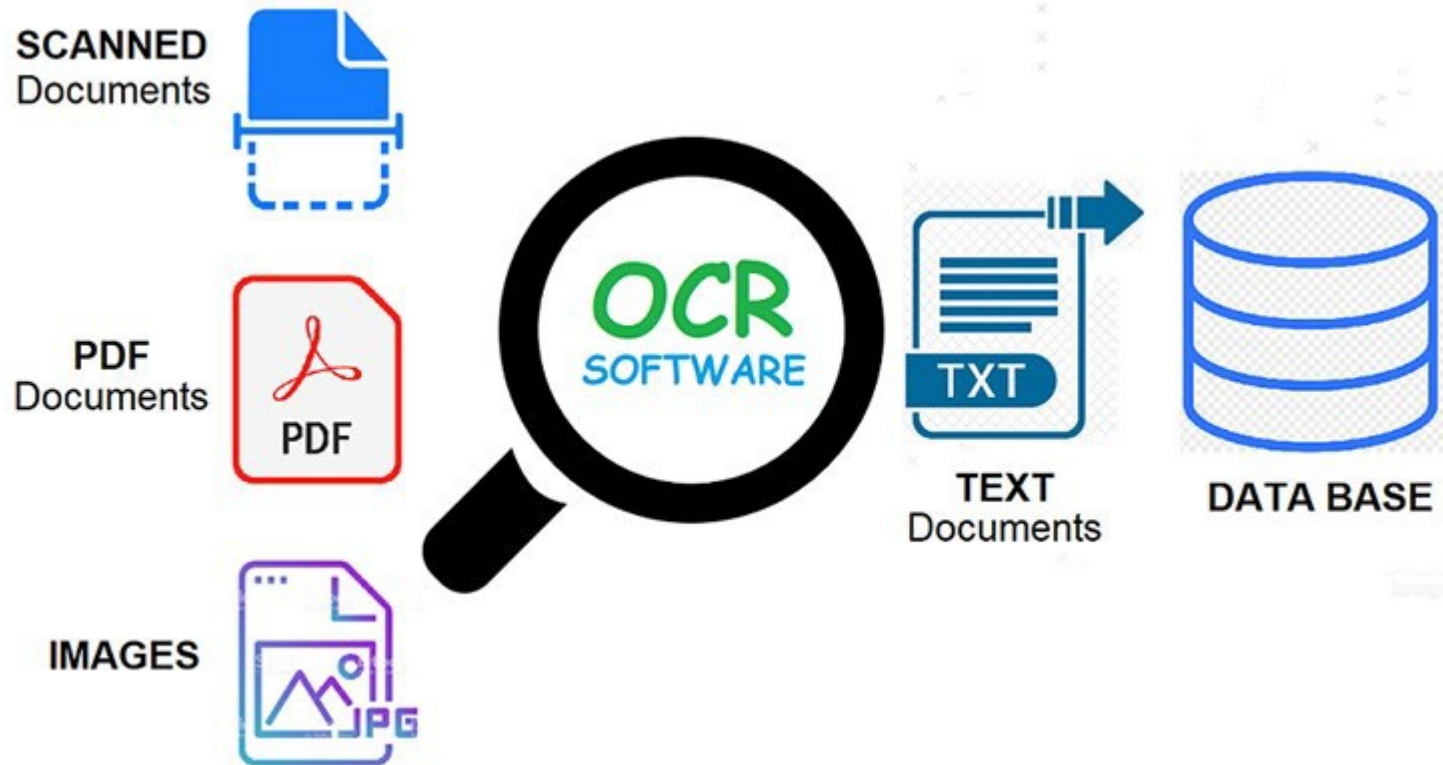 SCANNED
Documents
PDF
Documents
PDF
IMAGES
JPG
OCR
SOFTWARE
TXT
TEXT
Documents
DATA BASE